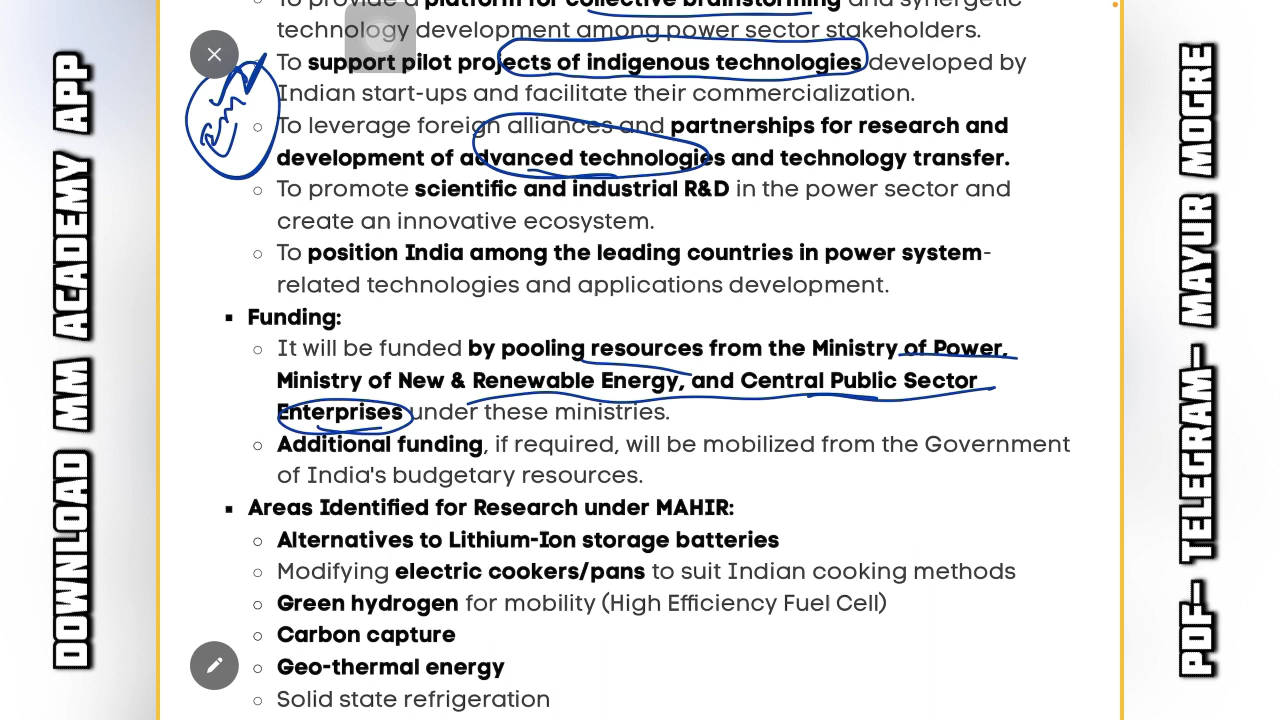 To provide a platform for collective brainstorming and synergetic
technology development among power sector stakeholders.
To support pilot projects of indigenous technologies developed by
Indian start-ups and facilitate their commercialization.
To leverage foreign alliances and partnerships for research and
development of advanced technologies and technology transfer.
To promote scientific and industrial R&D in the power sector and
create an innovative ecosystem.
To position India among the leading countries in power system-
related technologies and applications development.
Funding:
It will be funded by pooling resources from the Ministry of Power,
Ministry of New & Renewable Energy, and Central Public Sector
Enterprises under these ministries.
Additional funding, if required, will be mobilized from the Government
of India's budgetary resources.
Areas Identified for Research under MAHIR:
Alternatives to Lithium-Ion storage batteries
Modifying electric cookers/pans to suit Indian cooking methods
Green hydrogen for mobility (High Efficiency Fuel Cell)
Carbon capture
Geo-thermal energy
Solid state refrigeration
DOWNLOAD MM ACADEMY APP
PDF- TELEGRAM- MAYUR MOGRE